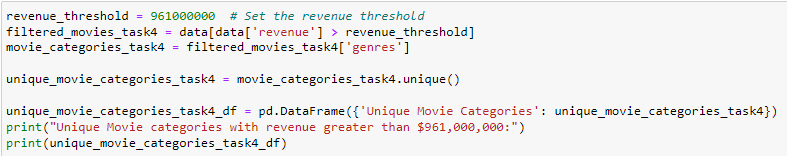 revenue_threshold = 961000000  # Set the revenue threshold
filtered_movies_task4 = data[data['revenue'] > revenue_threshold]
movie_categories_task4 = filtered_movies_task4['genres']
unique_movie_categories_task4 = movie_categories_task4.unique()
unique_movie_categories_task4_df = pd.DataFrame({'Unique Movie Categories': unique_movie_categories_task4})
print("Unique Movie categories with revenue greater than $961,000,000:")
print(unique_movie_categories_task4_df)